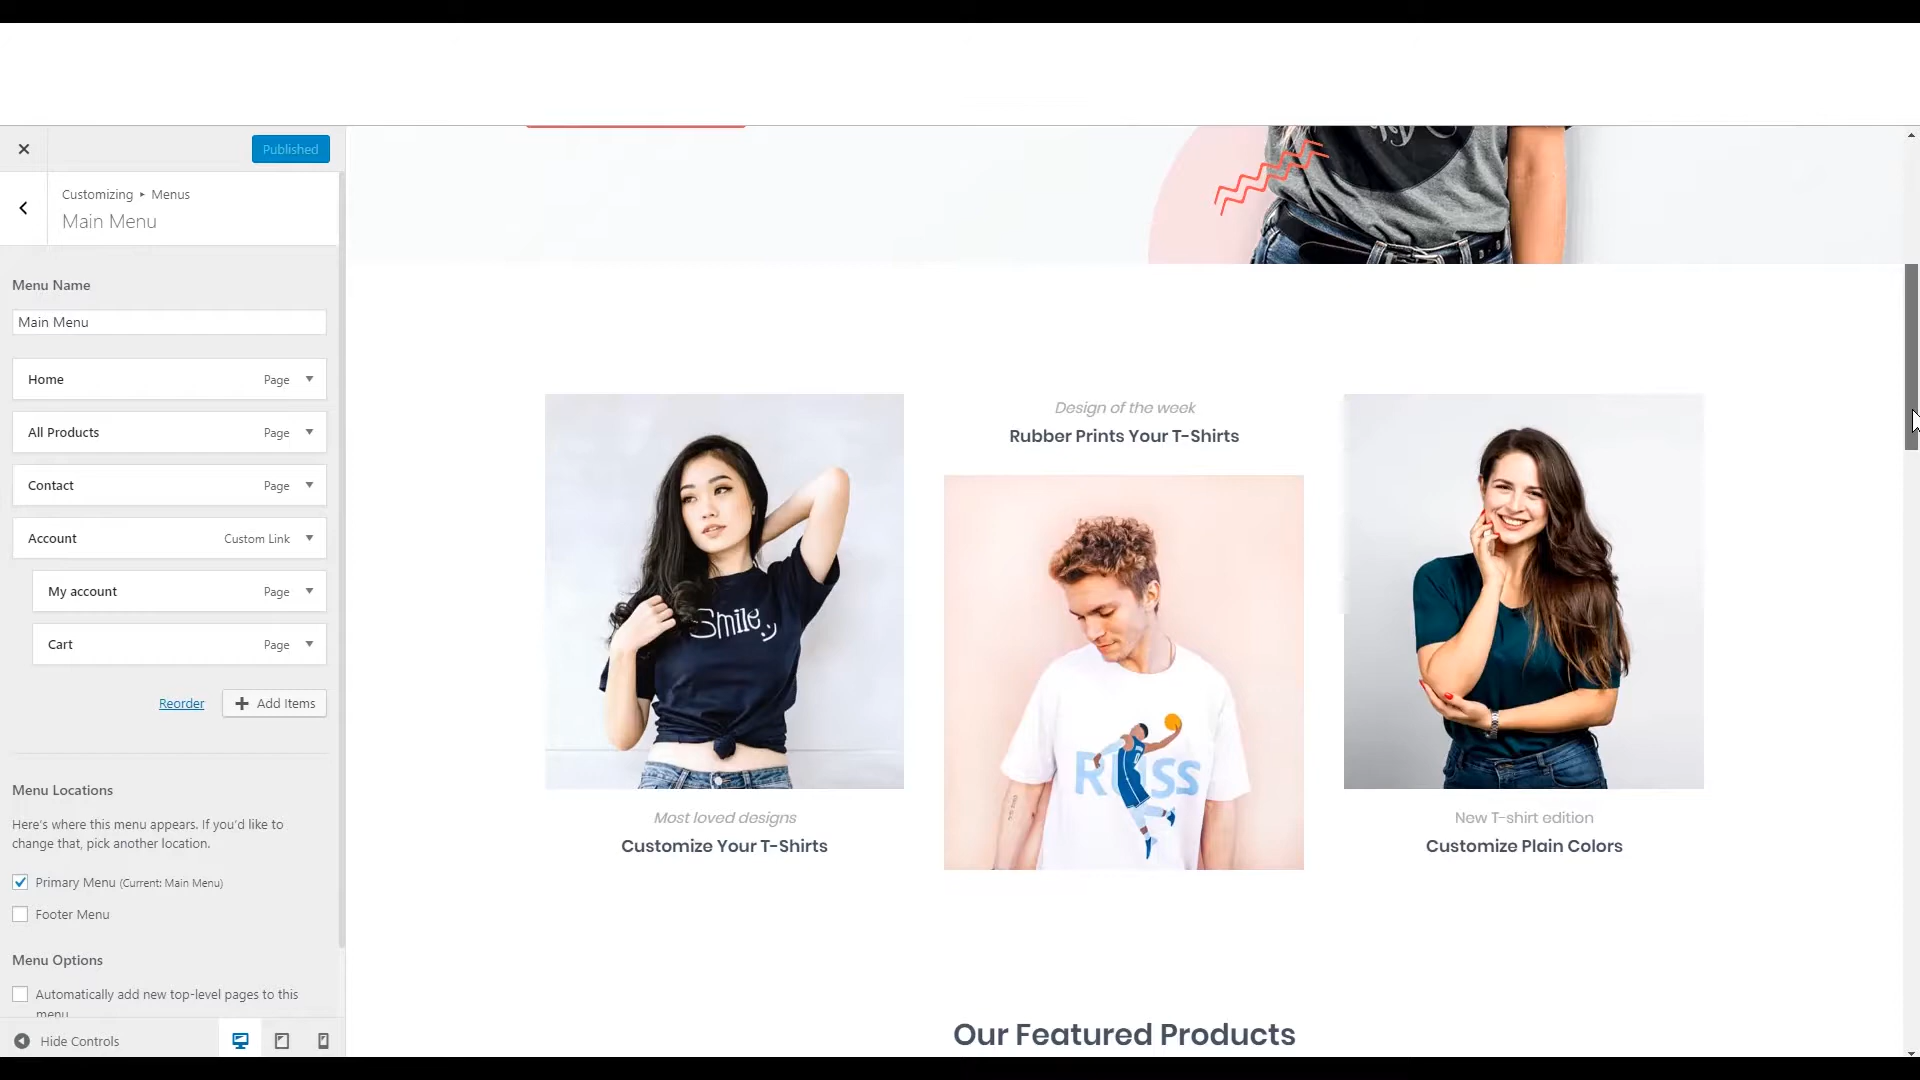 Published
Customizing ▸ Menus
Main Menu
Menu Name
Main Menu
Home Page
All Products Page
Contact Page
Account Custom Link
My account Page
Cart Page
Reorder
Add Items
Menu Locations
Here's where this menu appears. If you'd like to
change that, pick another location.
Primary Menu (Current: Main Menu)
Footer Menu
Menu Options
Automatically add new top-level pages to this
menu
Hide Controls
Smile
Most loved designs
Customize Your T-Shirts
Design of the week
Rubber Prints Your T-Shirts
New T-shirt edition
Customize Plain Colors
Our Featured Products